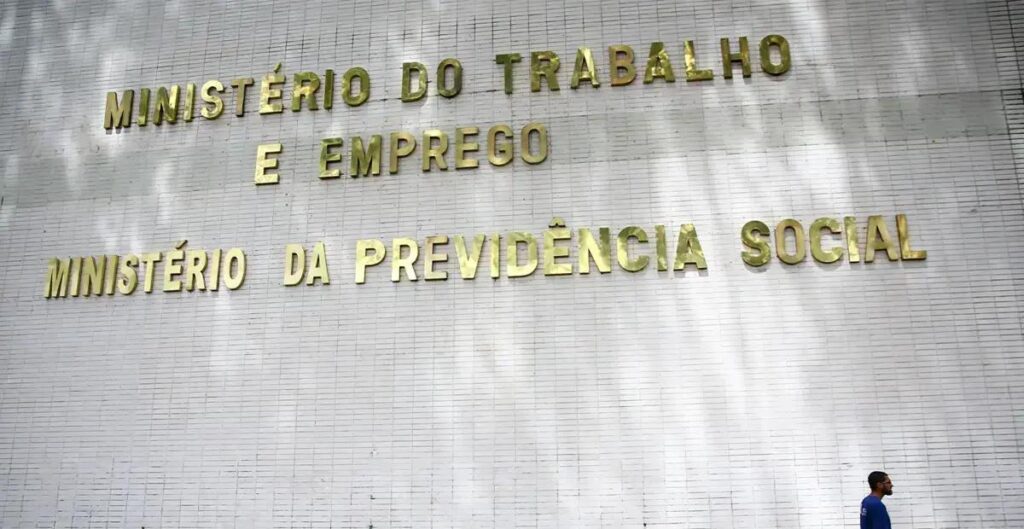 MINISTÉRIO DO TRABALHO
E EMPREGO
MINISTÉRIO DA PREVIDÊNCIA SOCIAL